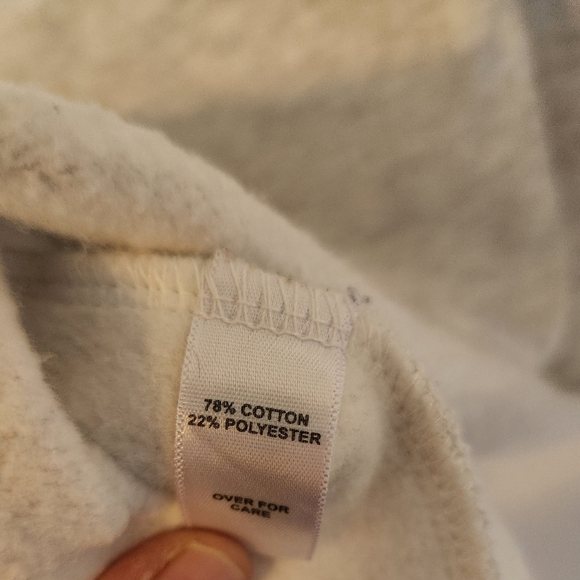 78% COTTON
22% POLYESTER
OVER FOR
CARE